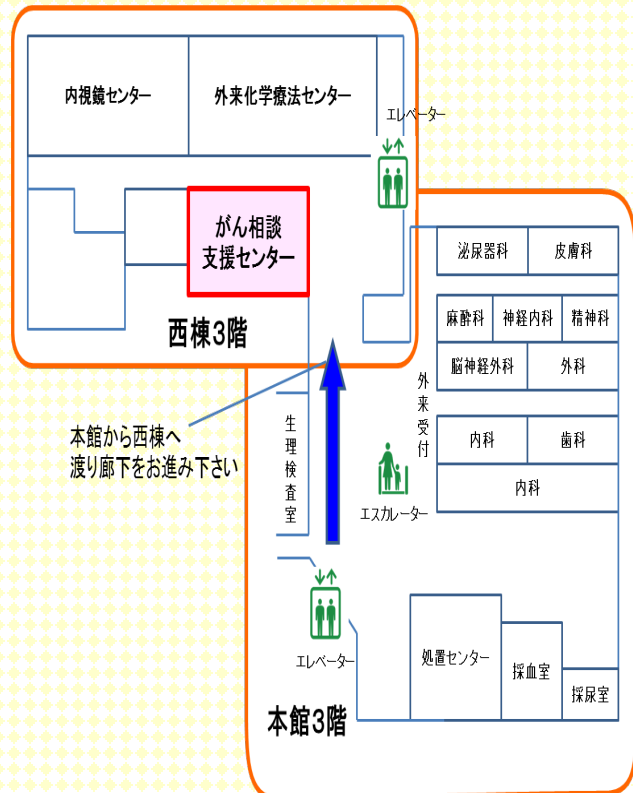 内視鏡センター
外来化学療法センター
エレベーター
がん相談
支援センター
西棟3階
泌尿器科
皮膚科
麻酔科
神経内科
精神科
脳神経外科
外科
外来受付
内科
歯科
内科
本館から西棟へ
渡り廊下をお進み下さい
生理検査室
エスカレーター
エレベーター
処置センター
採血室
採尿室
本館3階